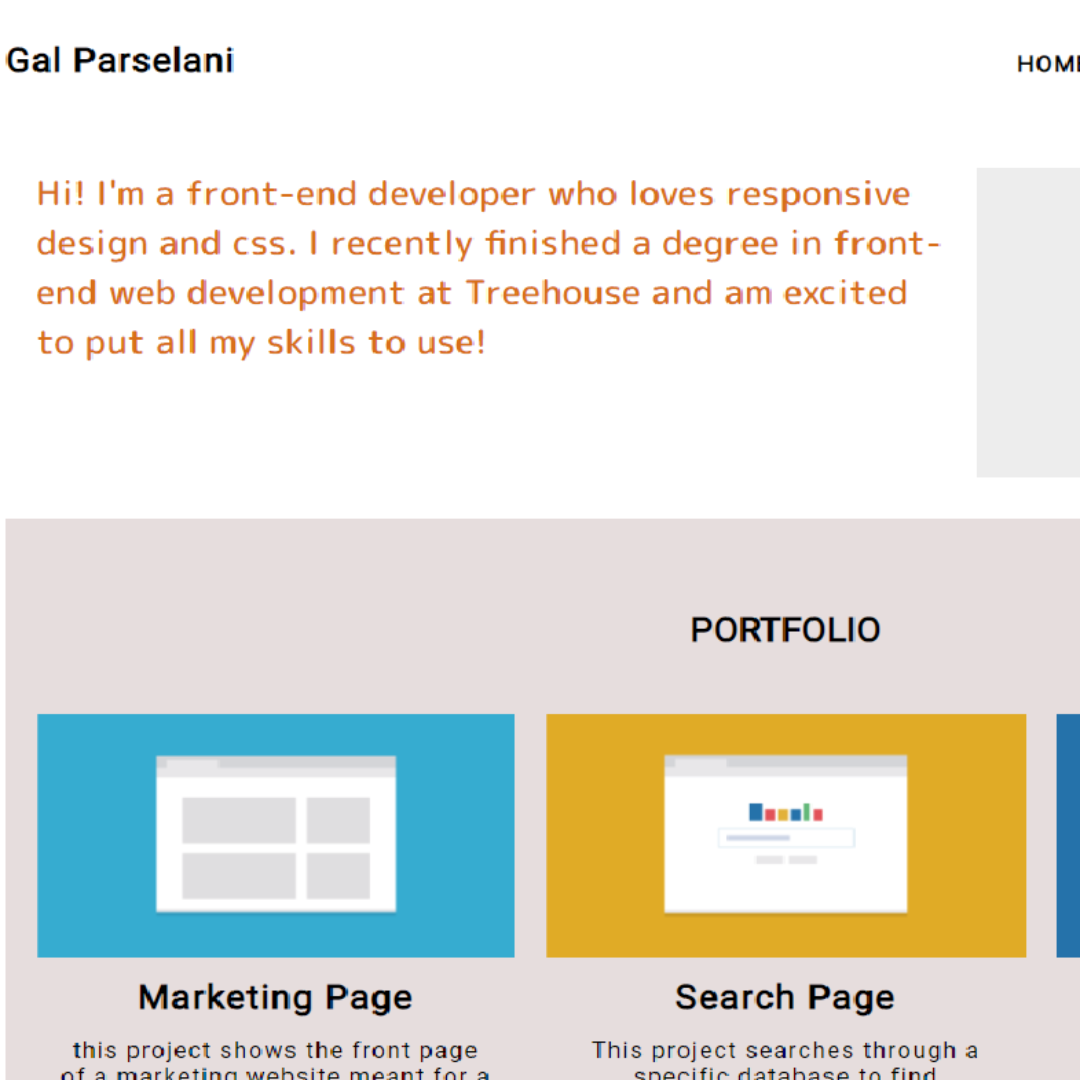 Gal Parselani
HOME
Hi! I'm a front-end developer who loves responsive
design and css. I recently finished a degree in front-
end web development at Treehouse and am excited
to put all my skills to use!
PORTFOLIO
Marketing Page
Search Page
this project shows the front page
of a marketing website meant for a
This project searches through a
specific database to find